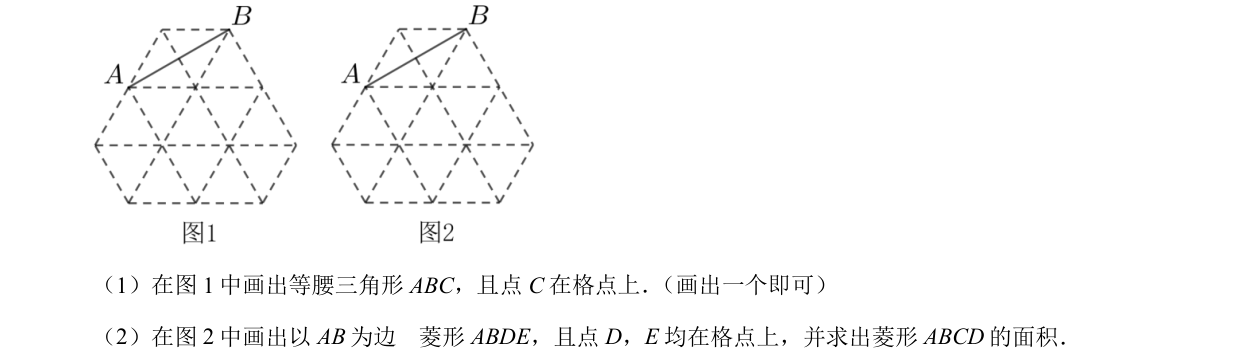 B B
A A
图1 图2
（1）在图 1 中画出等腰三角形 ABC，且点 C 在格点上．（画出一个即可）
（2）在图 2 中画出以 AB 为边 菱形 ABDE，且点 D，E 均在格点上，并求出菱形 ABCD 的面积．